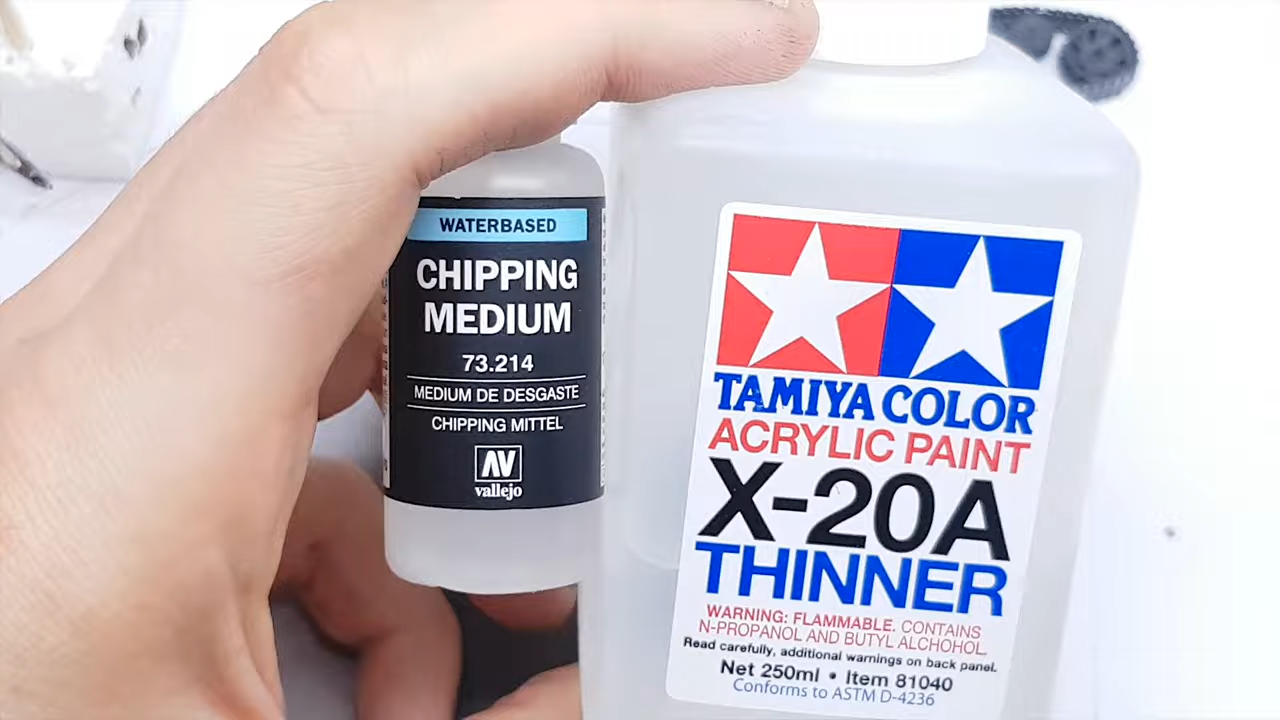 WATERBASED
CHIPPING
MEDIUM
73.214
MEDIUM DE DESGASTE
CHIPPING MITTEL
AV
vallejo
TAMIYA COLOR
ACRYLIC PAINT
X-20A
THINNER
WARNING: FLAMMABLE. CONTAINS
N-PROPANOL AND BUTYL ALCHOHOL.
Read carefully, additional warnings on back panel.
Net 250ml • Item 81040
Conforms to ASTM D-4236